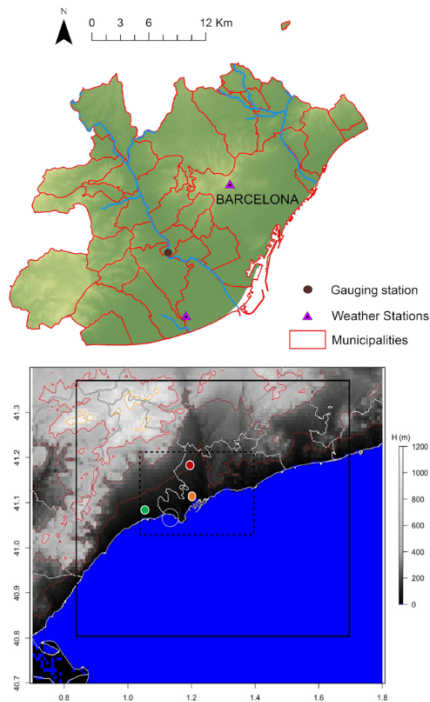 N
0 3 6 12 Km
BARCELONA
Gauging station
Weather Stations
Municipalities
41.3
41.2
41.1
41.0
40.9
40.8
40.7
H (m)
1200
1000
800
600
400
200
0
0.8 1.0 1.2 1.4 1.6 1.8